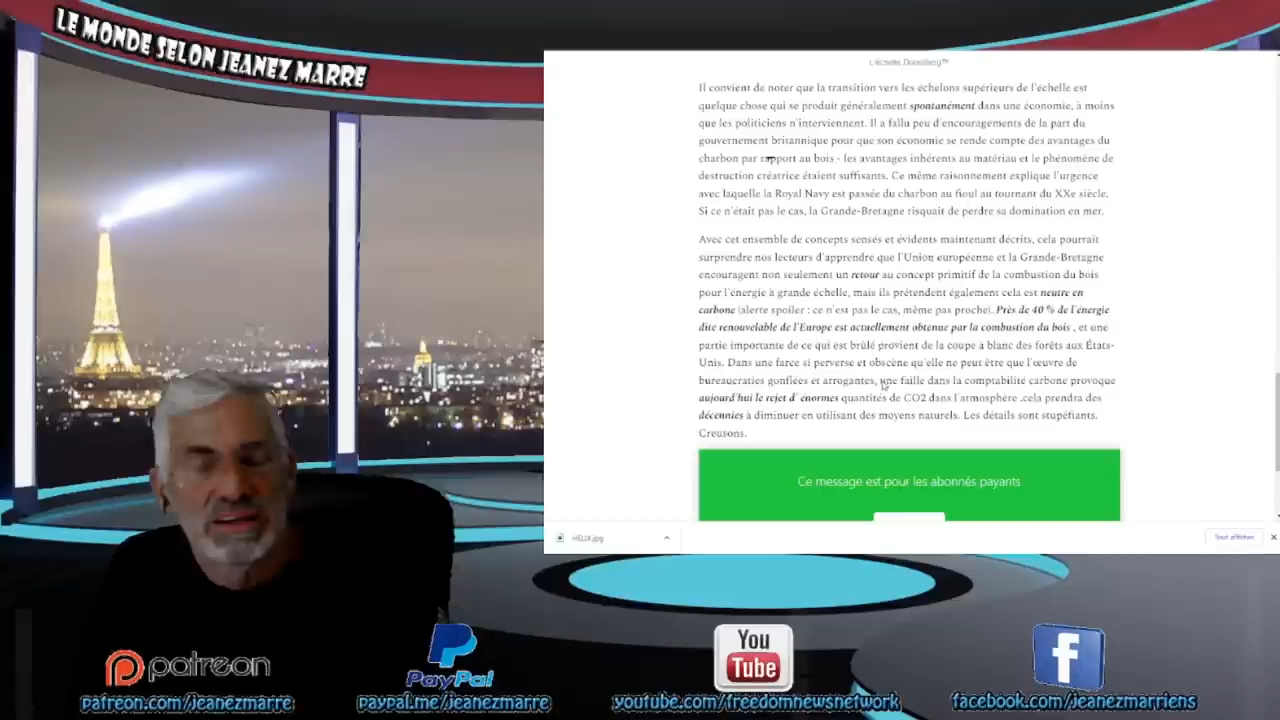 LE MONDE SELON JEANEZ MARRE
L'échelle Doomberg™
Il convient de noter que la transition vers les échelons supérieurs de l'échelle est
quelque chose qui se produit généralement spontanément dans une économie, à moins
que les politiciens n'interviennent. Il a fallu peu d'encouragements de la part du
gouvernement britannique pour que son économie se rende compte des avantages du
charbon par rapport au bois - les avantages inhérents au matériau et le phénomène de
destruction créatrice étaient suffisants. Ce même raisonnement explique l'urgence
avec laquelle la Royal Navy est passée du charbon au fioul au tournant du XXe siècle.
Si ce n'était pas le cas, la Grande-Bretagne risquait de perdre sa domination en mer.
Avec cet ensemble de concepts sensés et évidents maintenant décrits, cela pourrait
surprendre nos lecteurs d'apprendre que l'Union européenne et la Grande-Bretagne
encouragent non seulement un retour au concept primitif de la combustion du bois
pour l'énergie à grande échelle, mais ils prétendent également cela est neutre en
carbone (alerte spoiler : ce n'est pas le cas, même pas proche). Près de 40 % de l'énergie
dite renouvelable de l'Europe est actuellement obtenue par la combustion du bois , et une
partie importante de ce qui est brûlé provient de la coupe à blanc des forêts aux États-
Unis. Dans une farce si perverse et obscène qu'elle ne peut être que l'œuvre de
bureaucraties gonflées et arrogantes, une faille dans la comptabilité carbone provoque
aujourd'hui le rejet d' énormes quantités de CO2 dans l'atmosphère .cela prendra des
décennies à diminuer en utilisant des moyens naturels. Les détails sont stupéfiants.
Creusons.
Ce message est pour les abonnés payants
HELIX.jpg
Tout afficher
patreon
PayPal
You
Tube
f
patreon.com/jeanezmarre
paypal.me/jeanezmarre
youtube.com/freedomnewsnetwork
facebook.com/jeanezmarriens